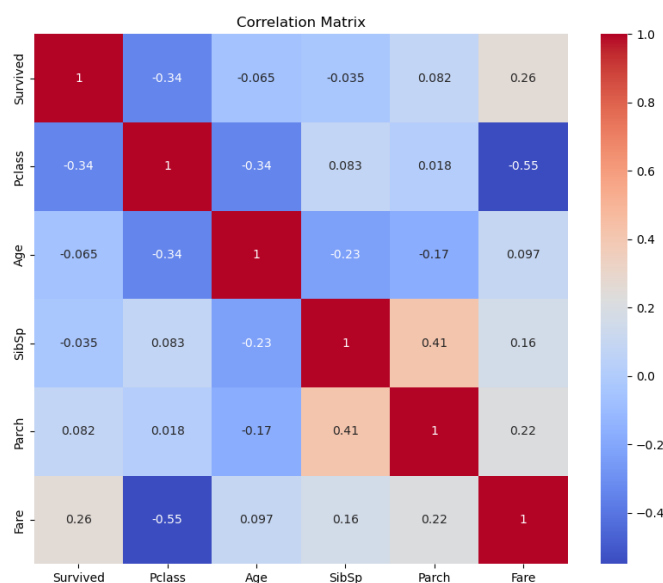 Correlation Matrix
Survived 1 -0.34 -0.065 -0.035 0.082 0.26
Pclass -0.34 1 -0.34 0.083 0.018 -0.55
Age -0.065 -0.34 1 -0.23 -0.17 0.097
SibSp -0.035 0.083 -0.23 1 0.41 0.16
Parch 0.082 0.018 -0.17 0.41 1 0.22
Fare 0.26 -0.55 0.097 0.16 0.22 1
Survived Pclass Age SibSp Parch Fare
1.0
0.8
0.6
0.4
0.2
0.0
−0.2
−0.4